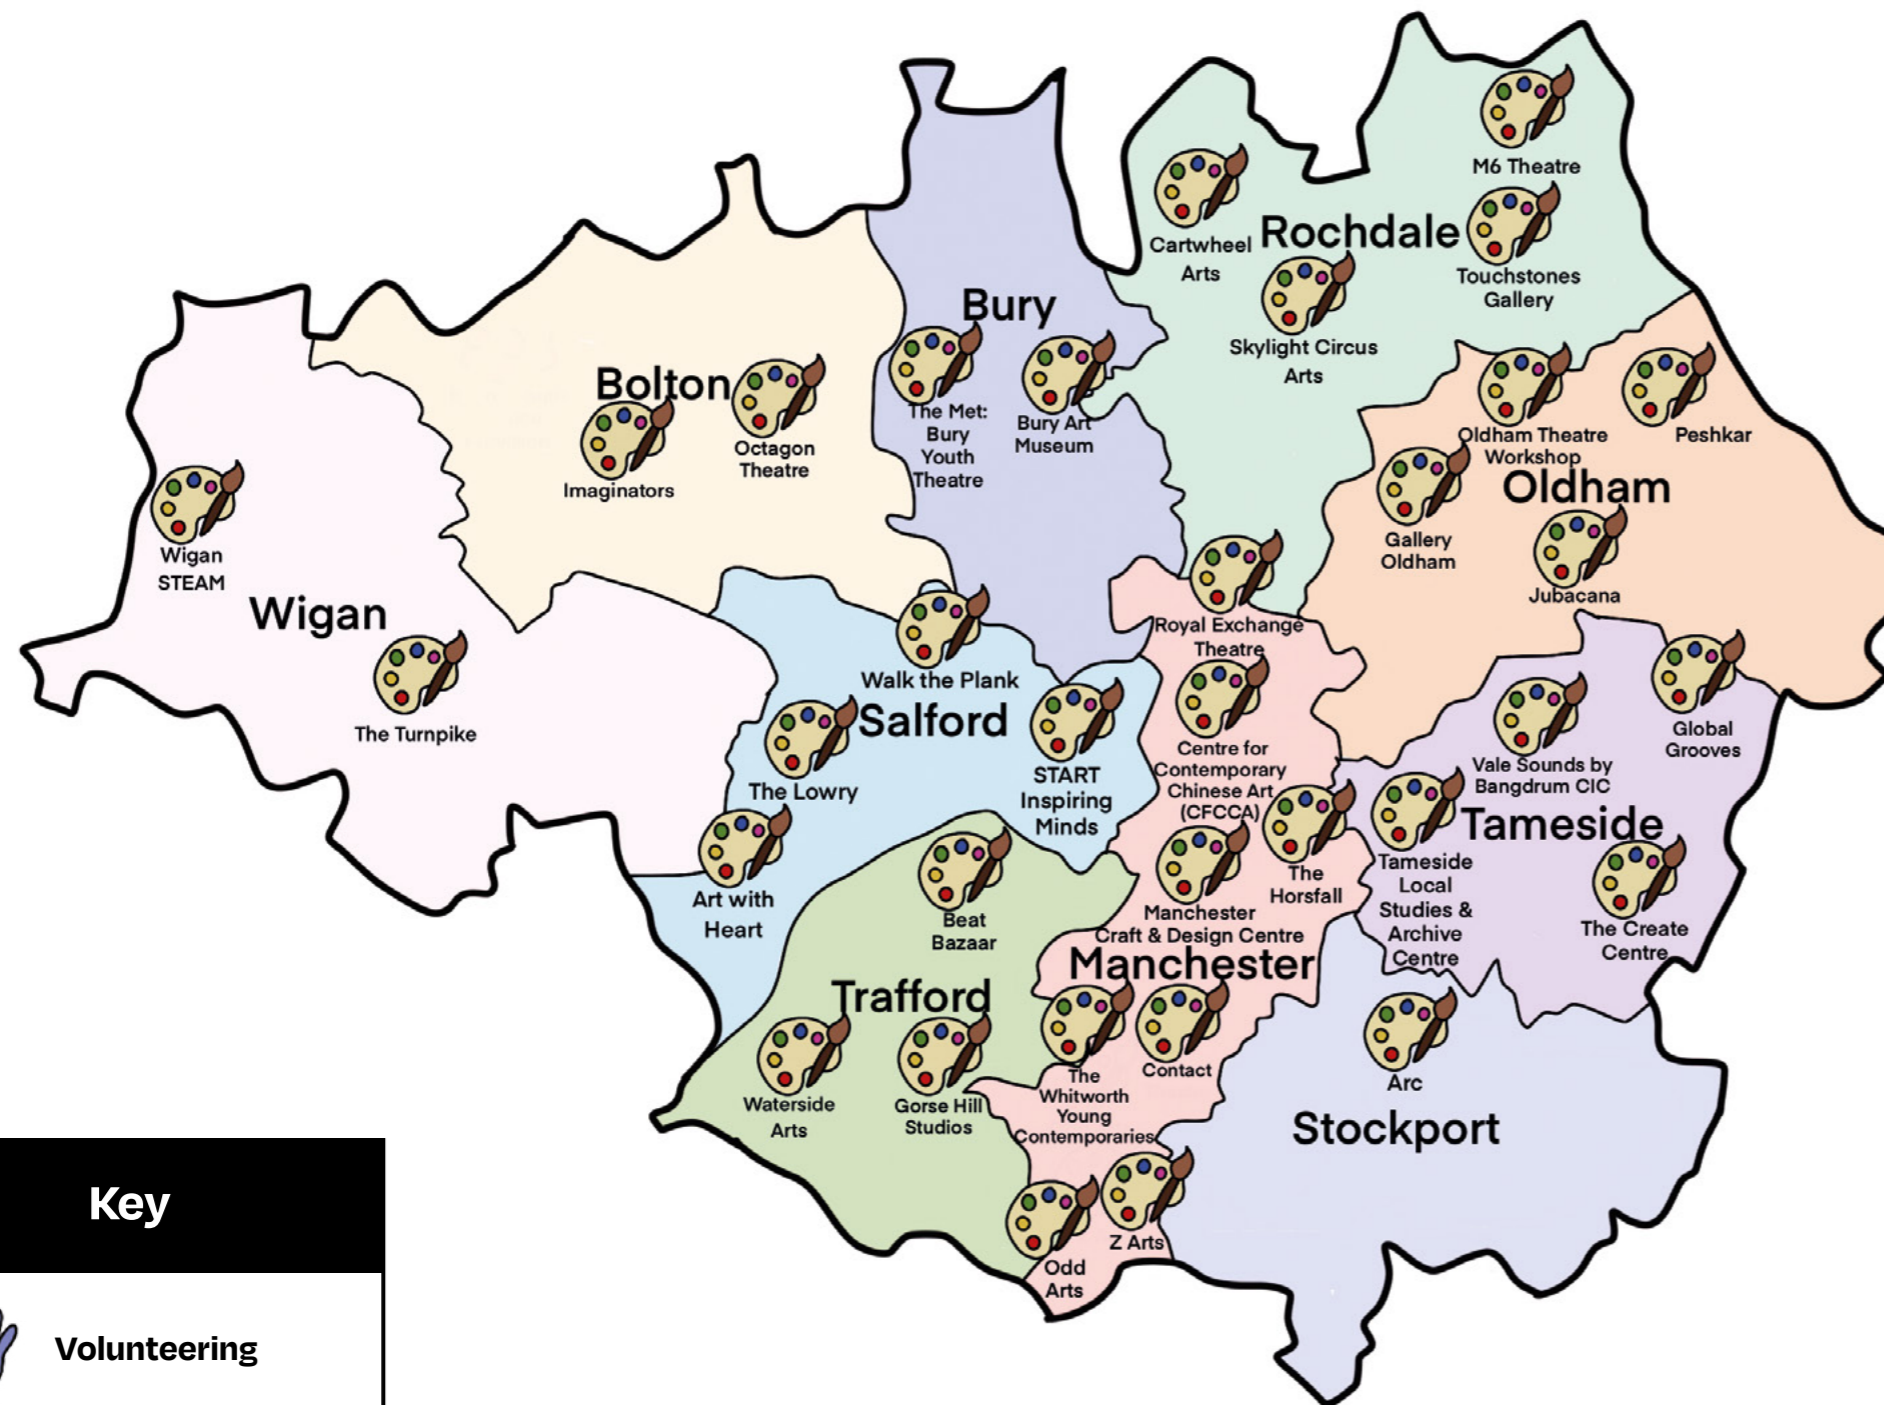 M6 Theatre
Cartwheel
Arts
Rochdale
Touchstones
Gallery
Skylight Circus
Arts
Bury
The Met:
Bury
Youth
Theatre
Bury Art
Museum
Bolton
Octagon
Theatre
Imaginators
Oldham Theatre
Workshop
Peshkar
Oldham
Gallery
Oldham
Jubacana
Wigan
STEAM
Wigan
The Turnpike
Walk the Plank
Salford
The Lowry
START
Inspiring
Minds
Art with
Heart
Royal Exchange
Theatre
Centre for
Contemporary
Chinese Art
(CFCCA)
The
Horsfall
Manchester
Craft & Design Centre
Manchester
The
Whitworth
Young
Contemporaries
Contact
Z Arts
Odd
Arts
Global
Grooves
Vale Sounds by
Bangdrum CIC
Tameside
Tameside
Local
Studies &
Archive
Centre
The Create
Centre
Beat
Bazaar
Trafford
Waterside
Arts
Gorse Hill
Studios
Arc
Stockport
Key
Volunteering